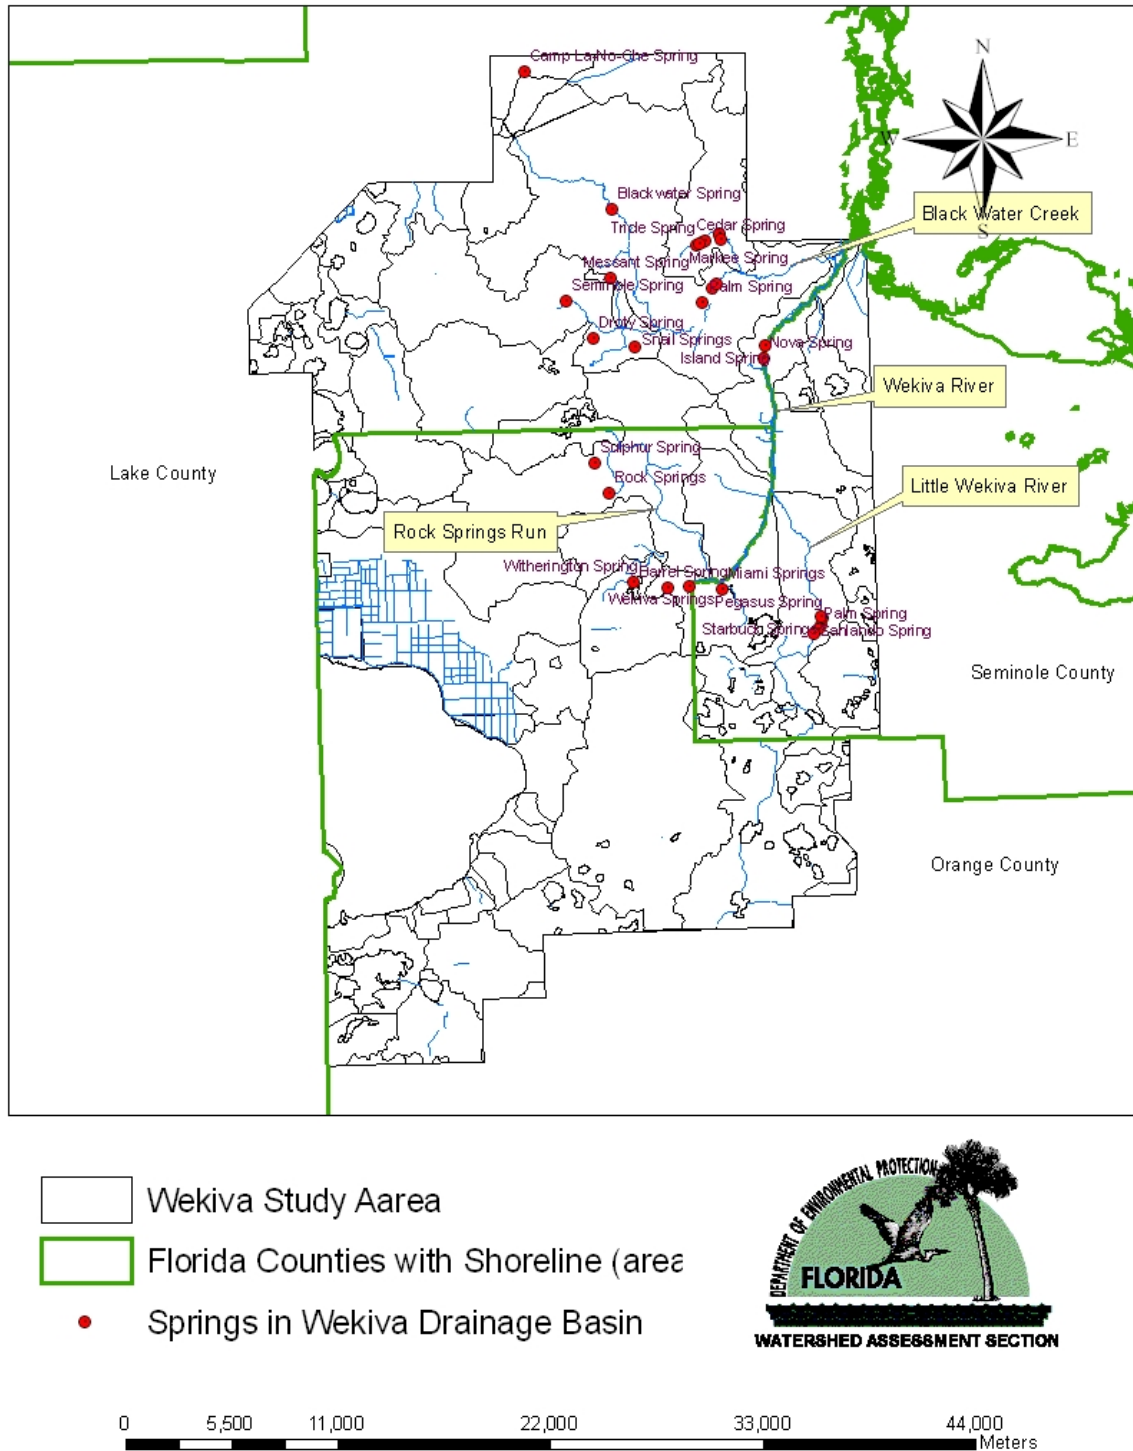 Camp La-No-Che Spring
N
W
E
S
Blackwater Spring
Black Water Creek
Tricle Spring
Cedar Spring
Markee Spring
Messant Spring
Seminole Spring
Palm Spring
Droty Spring
Snail Springs
Nova Spring
Island Spring
Wekiva River
Sulphur Spring
Lake County
Rock Springs
Little Wekiva River
Rock Springs Run
Witherington Spring
Barrel Spring
Miami Springs
Wekiva Springs
Pegasus Spring
Palm Spring
Starbuck Spring
Sanlando Spring
Seminole County
Orange County
Wekiva Study Aarea
Florida Counties with Shoreline (area
Springs in Wekiva Drainage Basin
DEPARTMENT OF ENVIRONMENTAL PROTECTION
FLORIDA
WATERSHED ASSESSMENT SECTION
0 5,500 11,000 22,000 33,000 44,000
Meters